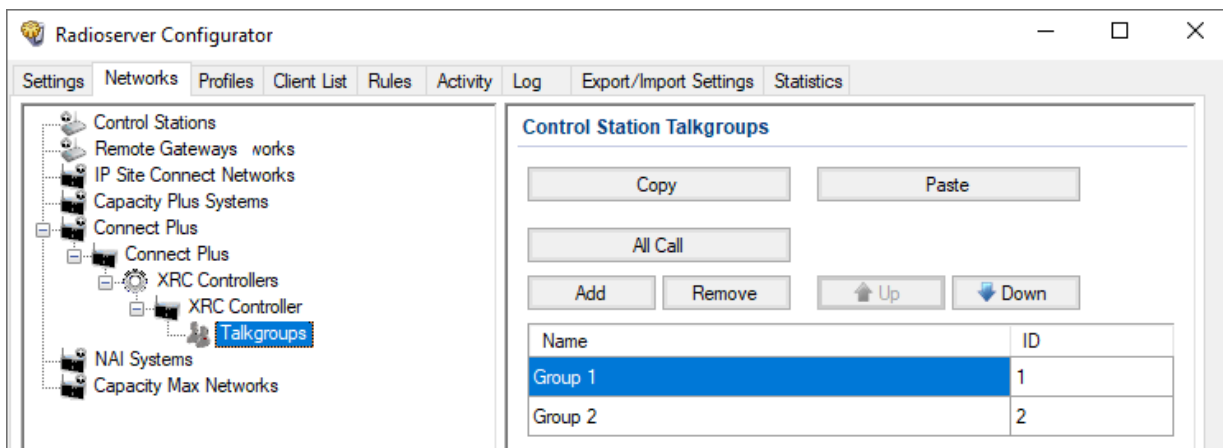 Radioserver Configurator
Settings Networks Profiles Client List Rules Activity Log Export/Import Settings Statistics
Control Stations
Remote Gateways works
IP Site Connect Networks
Capacity Plus Systems
Connect Plus
Connect Plus
XRC Controllers
XRC Controller
Talkgroups
NAI Systems
Capacity Max Networks
Control Station Talkgroups
Copy Paste
All Call
Add Remove Up Down
Name ID
Group 1 1
Group 2 2